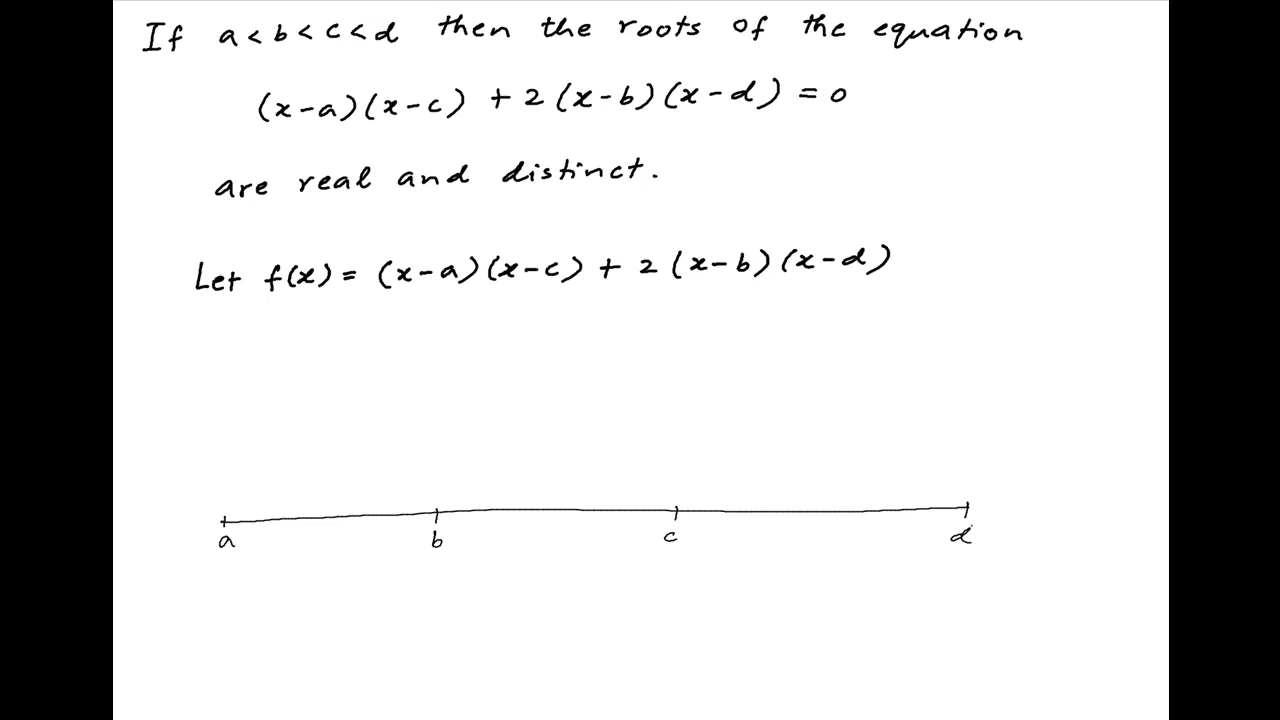 If a < b < c < d then the roots of the equation
(x-a)(x-c) + 2(x-b)(x-d) = 0
are real and distinct.
Let f(x) = (x-a)(x-c) + 2(x-b)(x-d)
a b c d